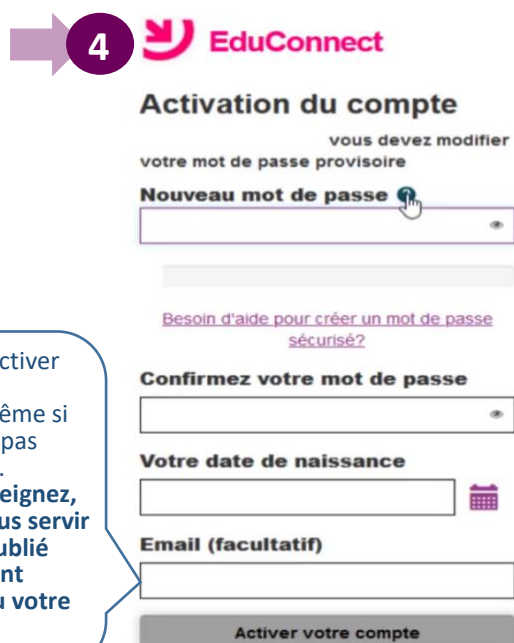 4
EduConnect
Activation du compte
vous devez modifier
votre mot de passe provisoire
Nouveau mot de passe ?
Besoin d'aide pour créer un mot de passe
sécurisé?
Confirmez votre mot de passe
Votre date de naissance
Email (facultatif)
Activer votre compte
ctiver
ême si
pas
.
eignez,
us servir
ublié
nt
u votre